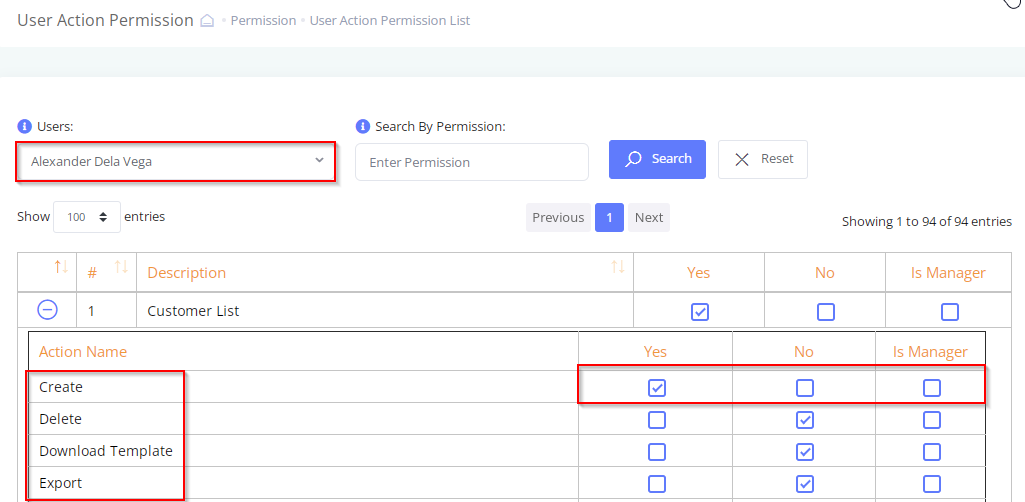 User Action Permission Permission User Action Permission List
Users: Search By Permission:
Alexander Dela Vega Enter Permission Search Reset
Show 100 entries Previous 1 Next Showing 1 to 94 of 94 entries
# Description Yes No Is Manager
1 Customer List
Action Name Yes No Is Manager
Create
Delete
Download Template
Export